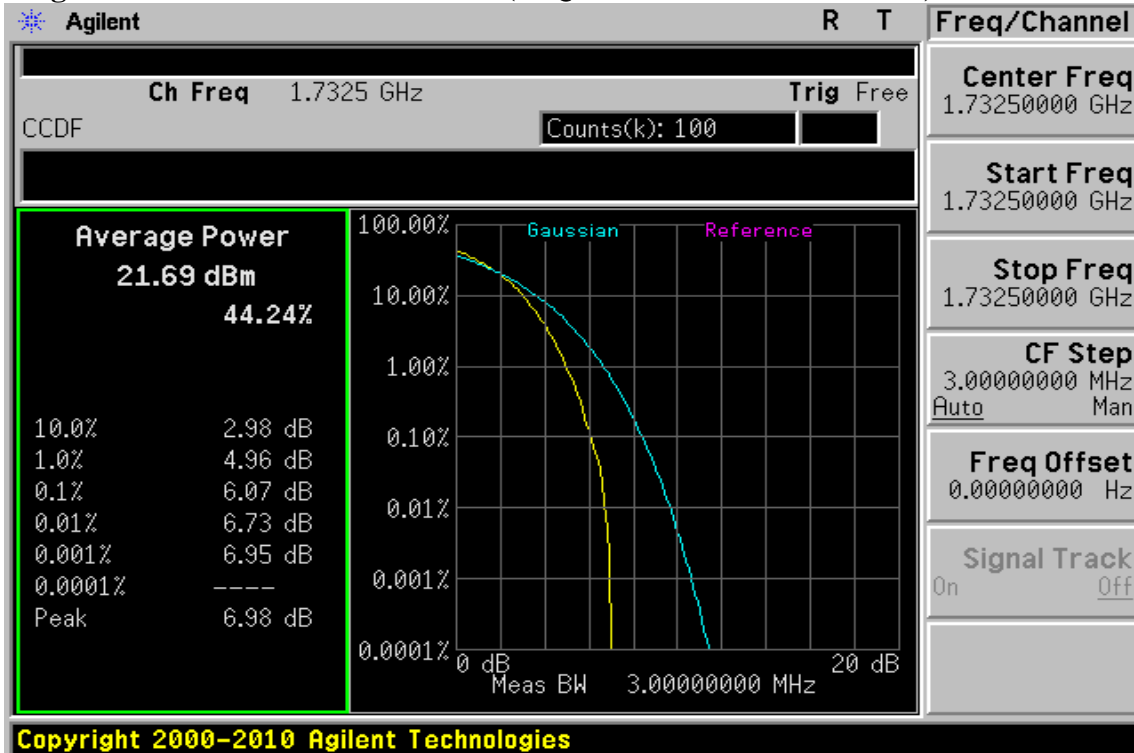 Agilent R T
Ch Freq 1.7325 GHz Trig Free
CCDF Counts(k): 100
Average Power
21.69 dBm
44.24%
10.0% 2.98 dB
1.0% 4.96 dB
0.1% 6.07 dB
0.01% 6.73 dB
0.001% 6.95 dB
0.0001% ----
Peak 6.98 dB
Gaussian Reference
100.00%
10.00%
1.00%
0.10%
0.01%
0.001%
0.0001%
0 dB 20 dB
Meas BW 3.00000000 MHz
Freq/Channel
Center Freq
1.73250000 GHz
Start Freq
1.73250000 GHz
Stop Freq
1.73250000 GHz
CF Step
3.00000000 MHz
Auto Man
Freq Offset
0.00000000 Hz
Signal Track
On Off
Copyright 2000-2010 Agilent Technologies